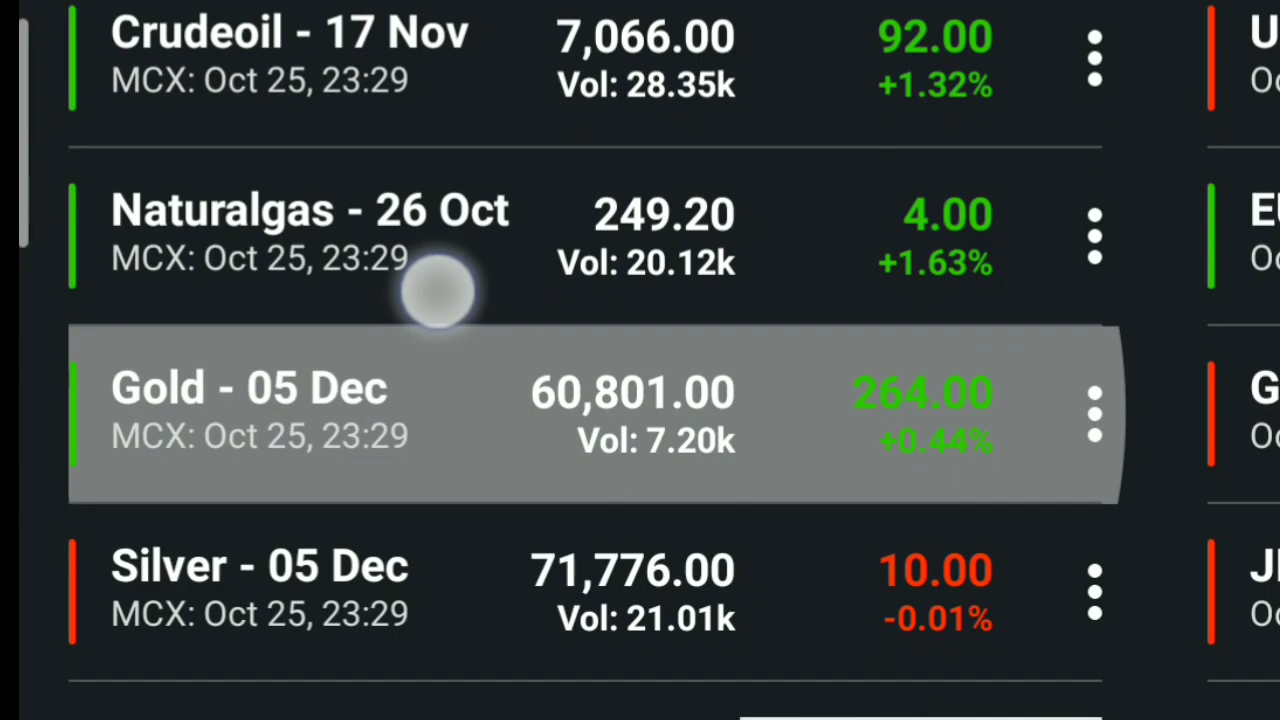 Crudeoil - 17 Nov 7,066.00 92.00
MCX: Oct 25, 23:29 Vol: 28.35k +1.32%
Naturalgas - 26 Oct 249.20 4.00
MCX: Oct 25, 23:29 Vol: 20.12k +1.63%
Gold - 05 Dec 60,801.00 264.00
MCX: Oct 25, 23:29 Vol: 7.20k +0.44%
Silver - 05 Dec 71,776.00 10.00
MCX: Oct 25, 23:29 Vol: 21.01k -0.01%